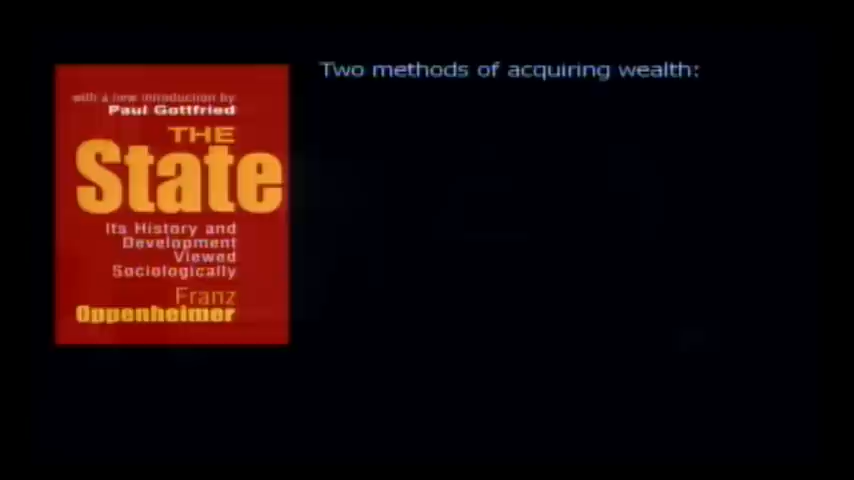 Two methods of acquiring wealth:
with a new introduction by
Paul Gottfried
THE
State
Its History and
Development
Viewed
Sociologically
Franz
Oppenheimer